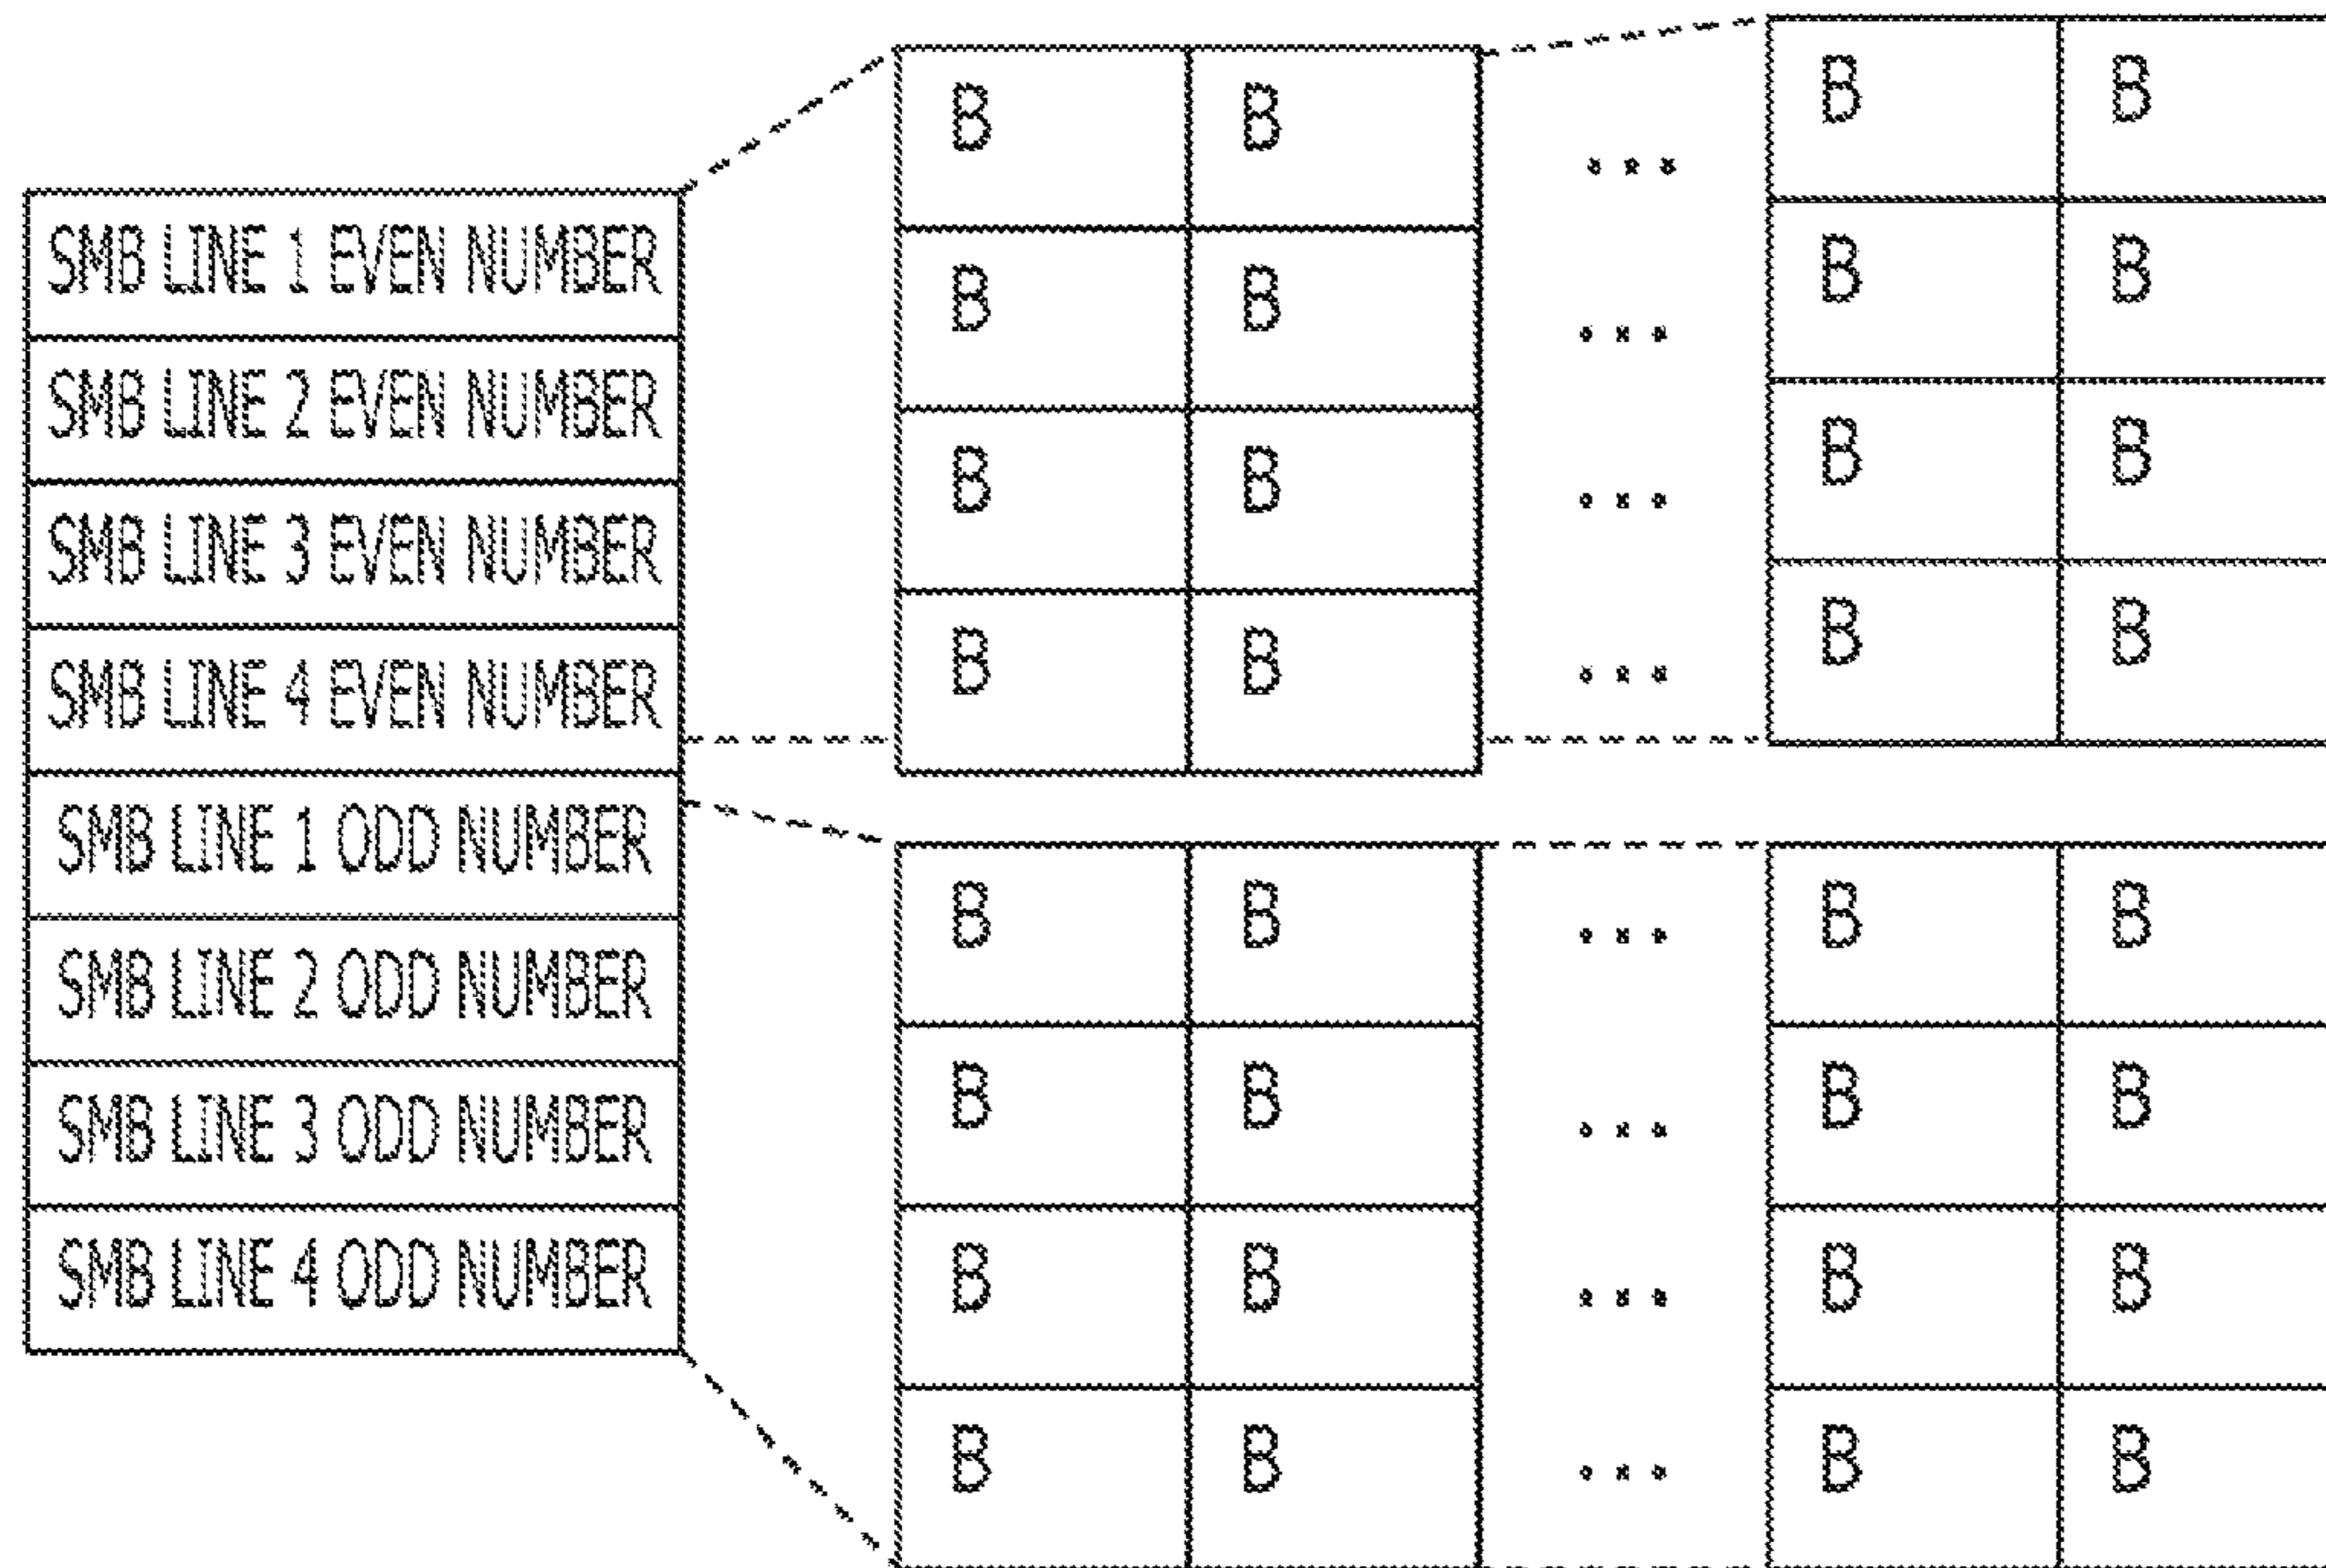 SMB LINE 1 EVEN NUMBER
SMB LINE 2 EVEN NUMBER
SMB LINE 3 EVEN NUMBER
SMB LINE 4 EVEN NUMBER
SMB LINE 1 ODD NUMBER
SMB LINE 2 ODD NUMBER
SMB LINE 3 ODD NUMBER
SMB LINE 4 ODD NUMBER
B B ... B B
B B ... B B
B B ... B B
B B ... B B
B B ... B B
B B ... B B
B B ... B B
B B ... B B